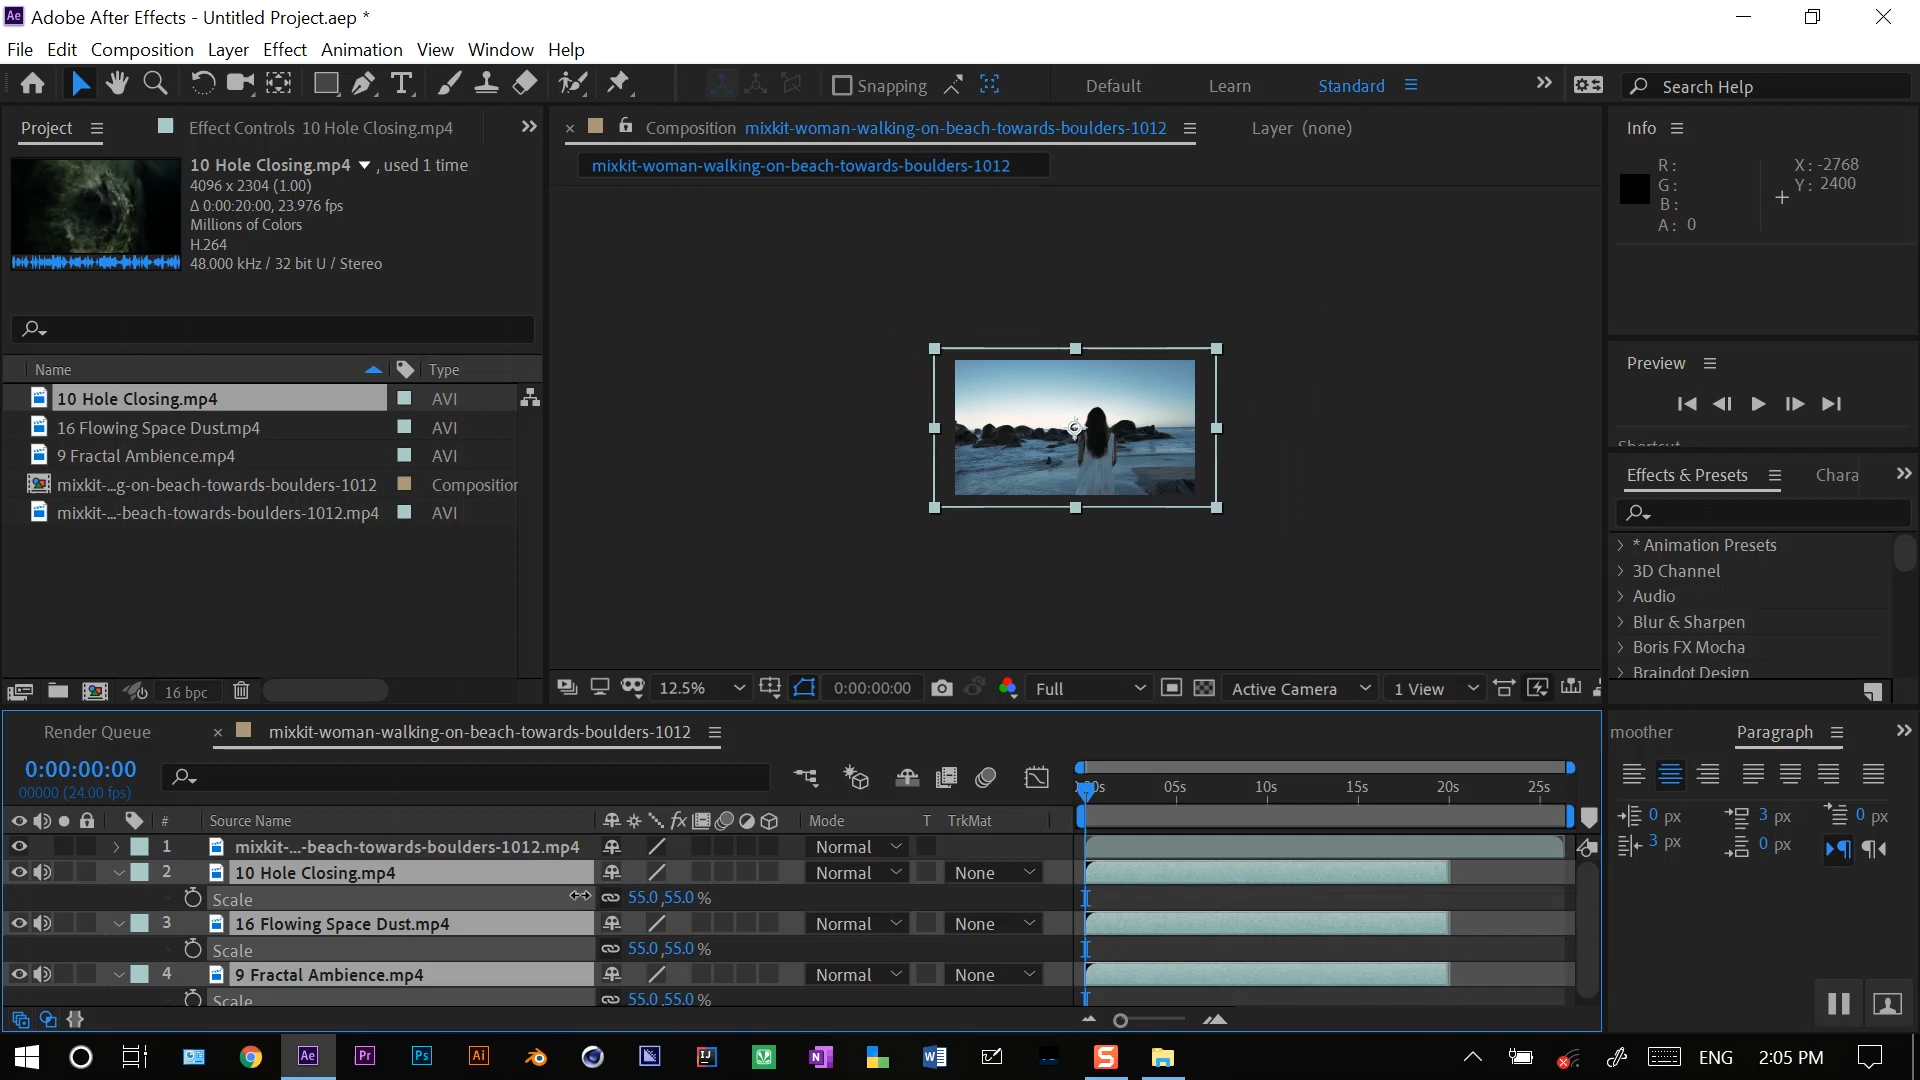 Ae Adobe After Effects - Untitled Project.aep *
File Edit Composition Layer Effect Animation View Window Help
Snapping Default Learn Standard Search Help
Project Effect Controls 10 Hole Closing.mp4
10 Hole Closing.mp4 , used 1 time
4096 x 2304 (1.00)
Δ 0:00:20:00, 23.976 fps
Millions of Colors
H.264
48.000 kHz / 32 bit U / Stereo
Name Type
10 Hole Closing.mp4 AVI
16 Flowing Space Dust.mp4 AVI
9 Fractal Ambience.mp4 AVI
mixkit-...g-on-beach-towards-boulders-1012 Composition
mixkit-...-beach-towards-boulders-1012.mp4 AVI
16 bpc
Composition mixkit-woman-walking-on-beach-towards-boulders-1012 Layer (none)
mixkit-woman-walking-on-beach-towards-boulders-1012
12.5% 0:00:00:00 Full Active Camera 1 View
Info
R: X: -2768
G: Y: 2400
B:
A: 0
Preview
Shortcut
Effects & Presets Chara
* Animation Presets
3D Channel
Audio
Blur & Sharpen
Boris FX Mocha
Braindot Design
Render Queue mixkit-woman-walking-on-beach-towards-boulders-1012
0:00:00:00
00000 (24.00 fps)
05s 10s 15s 20s 25s
# Source Name fx Mode T TrkMat
1 mixkit-...-beach-towards-boulders-1012.mp4 Normal
2 10 Hole Closing.mp4 Normal None
Scale 55.0,55.0 %
3 16 Flowing Space Dust.mp4 Normal None
Scale 55.0,55.0 %
4 9 Fractal Ambience.mp4 Normal None
Scale 55.0,55.0 %
moother Paragraph
0 px 3 px 0 px
3 px 0 px
Ae Pr Ps Ai IJ N W S ENG 2:05 PM